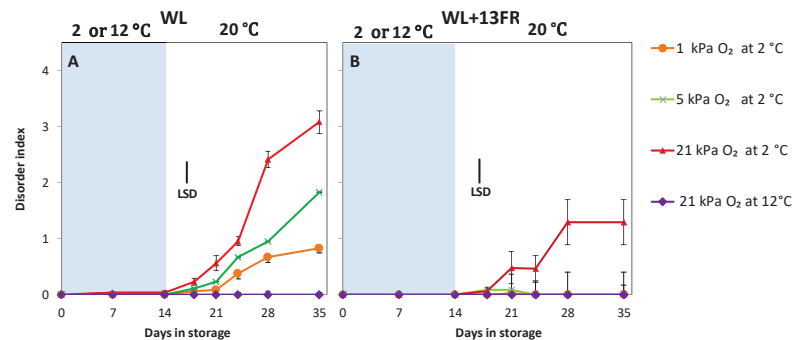 WL
WL+13FR
2 or 12 °C
20 °C
2 or 12 °C
20 °C
A
B
Disorder index
4
3
2
1
0
LSD
LSD
0 7 14 21 28 35
0 7 14 21 28 35
Days in storage
Days in storage
1 kPa O₂ at 2 °C
5 kPa O₂ at 2 °C
21 kPa O₂ at 2 °C
21 kPa O₂ at 12°C